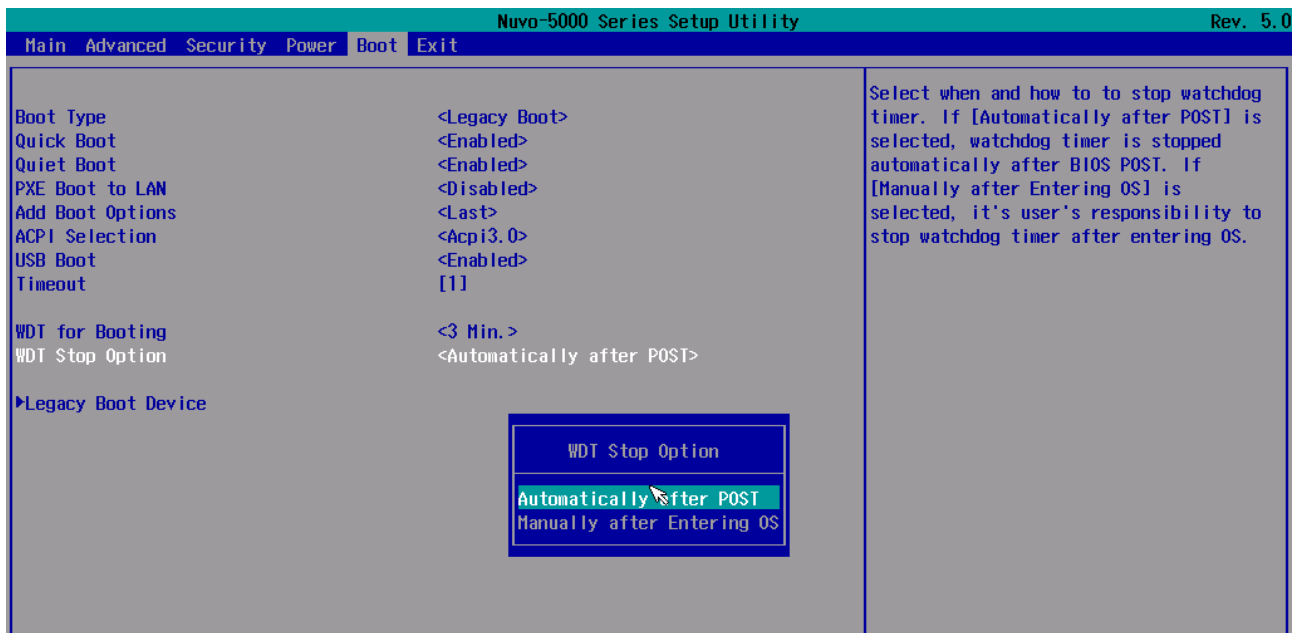 Nuvo-5000 Series Setup Utility Rev. 5.0
Main Advanced Security Power Boot Exit
Boot Type <Legacy Boot>
Quick Boot <Enabled>
Quiet Boot <Enabled>
PXE Boot to LAN <Disabled>
Add Boot Options <Last>
ACPI Selection <Acpi3.0>
USB Boot <Enabled>
Timeout [1]
WDT for Booting <3 Min.>
WDT Stop Option <Automatically after POST>
▶Legacy Boot Device
WDT Stop Option
Automatically after POST
Manually after Entering OS
Select when and how to to stop watchdog
timer. If [Automatically after POST] is
selected, watchdog timer is stopped
automatically after BIOS POST. If
[Manually after Entering OS] is
selected, it's user's responsibility to
stop watchdog timer after entering OS.